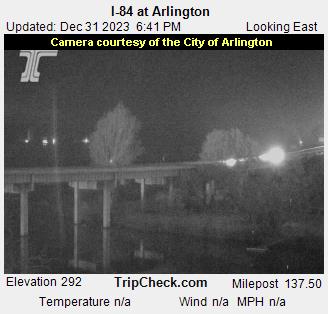 I-84 at Arlington
Updated: Dec 31 2023 6:41 PM Looking East
Camera courtesy of the City of Arlington
Elevation 292 TripCheck.com Milepost 137.50
Temperature n/a Wind n/a MPH n/a